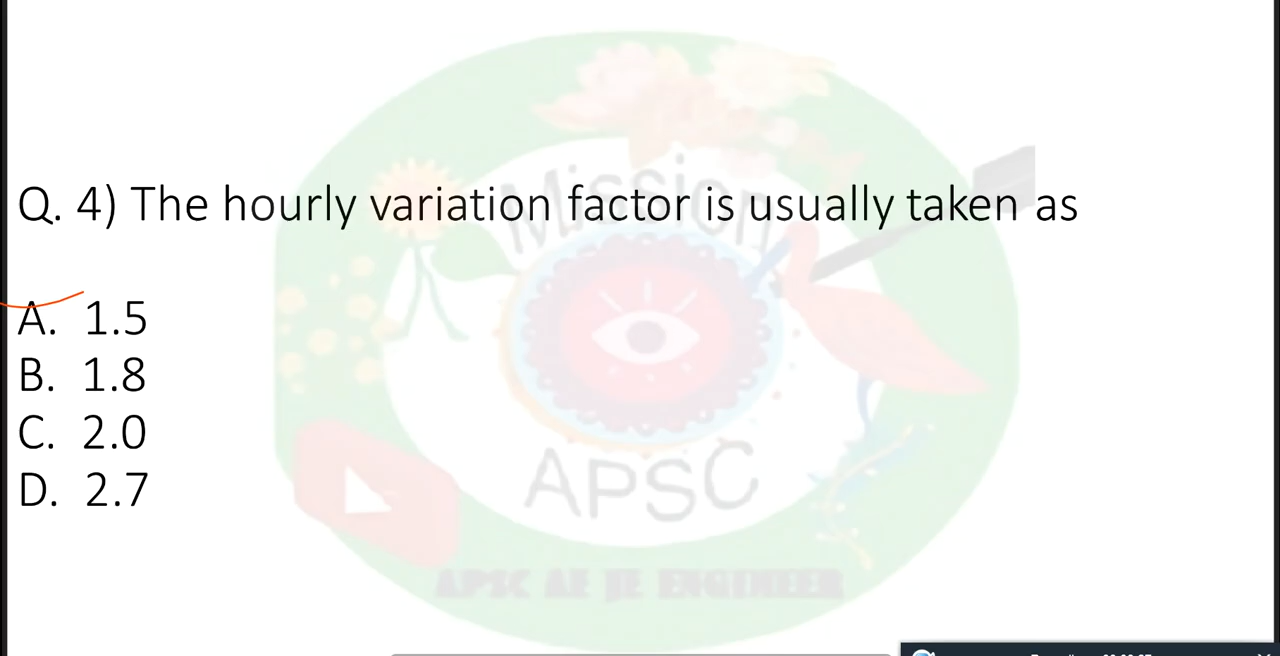 Mission
Q. 4) The hourly variation factor is usually taken as
A. 1.5
B. 1.8
C. 2.0
D. 2.7
APSC
APSC AE JE ENGINEER